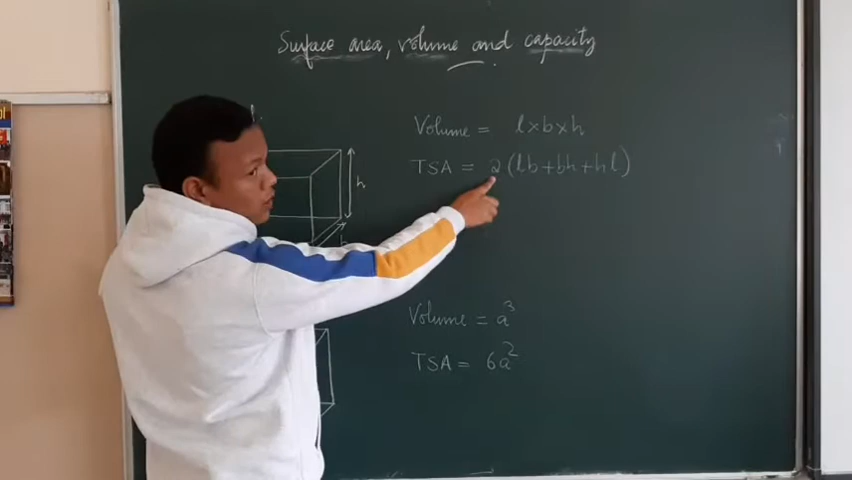 Surface area, volume and capacity.
Volume = l×b×h
TSA = 2(lb+bh+hl)
h
Volume = a³
TSA = 6a²